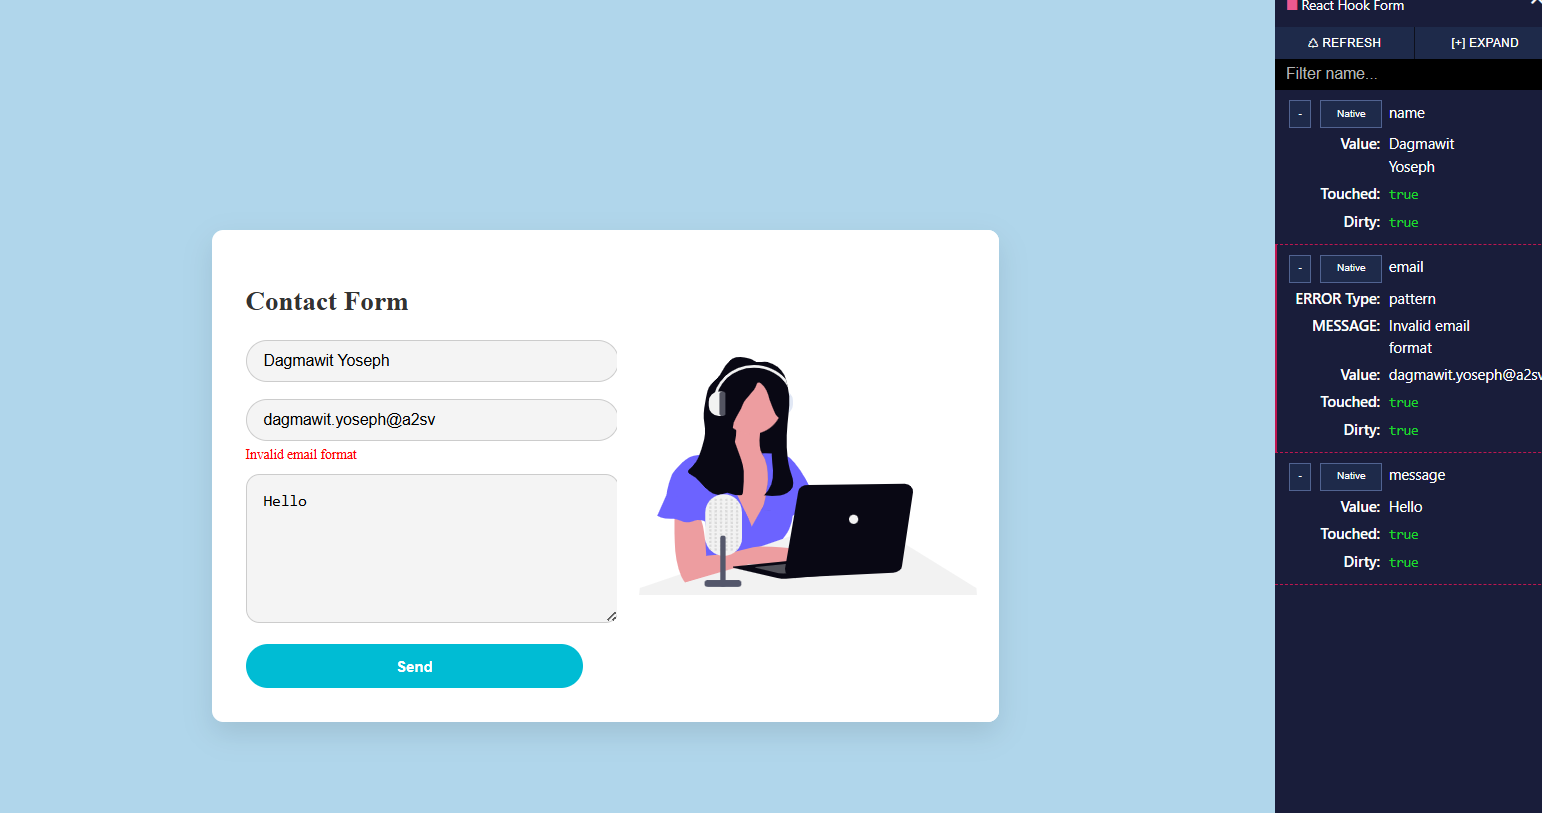 Contact Form
Dagmawit Yoseph
dagmawit.yoseph@a2sv
Invalid email format
Hello
Send
React Hook Form
REFRESH
[+] EXPAND
Filter name...
- Native name
Value: Dagmawit
Yoseph
Touched: true
Dirty: true
- Native email
ERROR Type: pattern
MESSAGE: Invalid email
format
Value: dagmawit.yoseph@a2sv
Touched: true
Dirty: true
- Native message
Value: Hello
Touched: true
Dirty: true